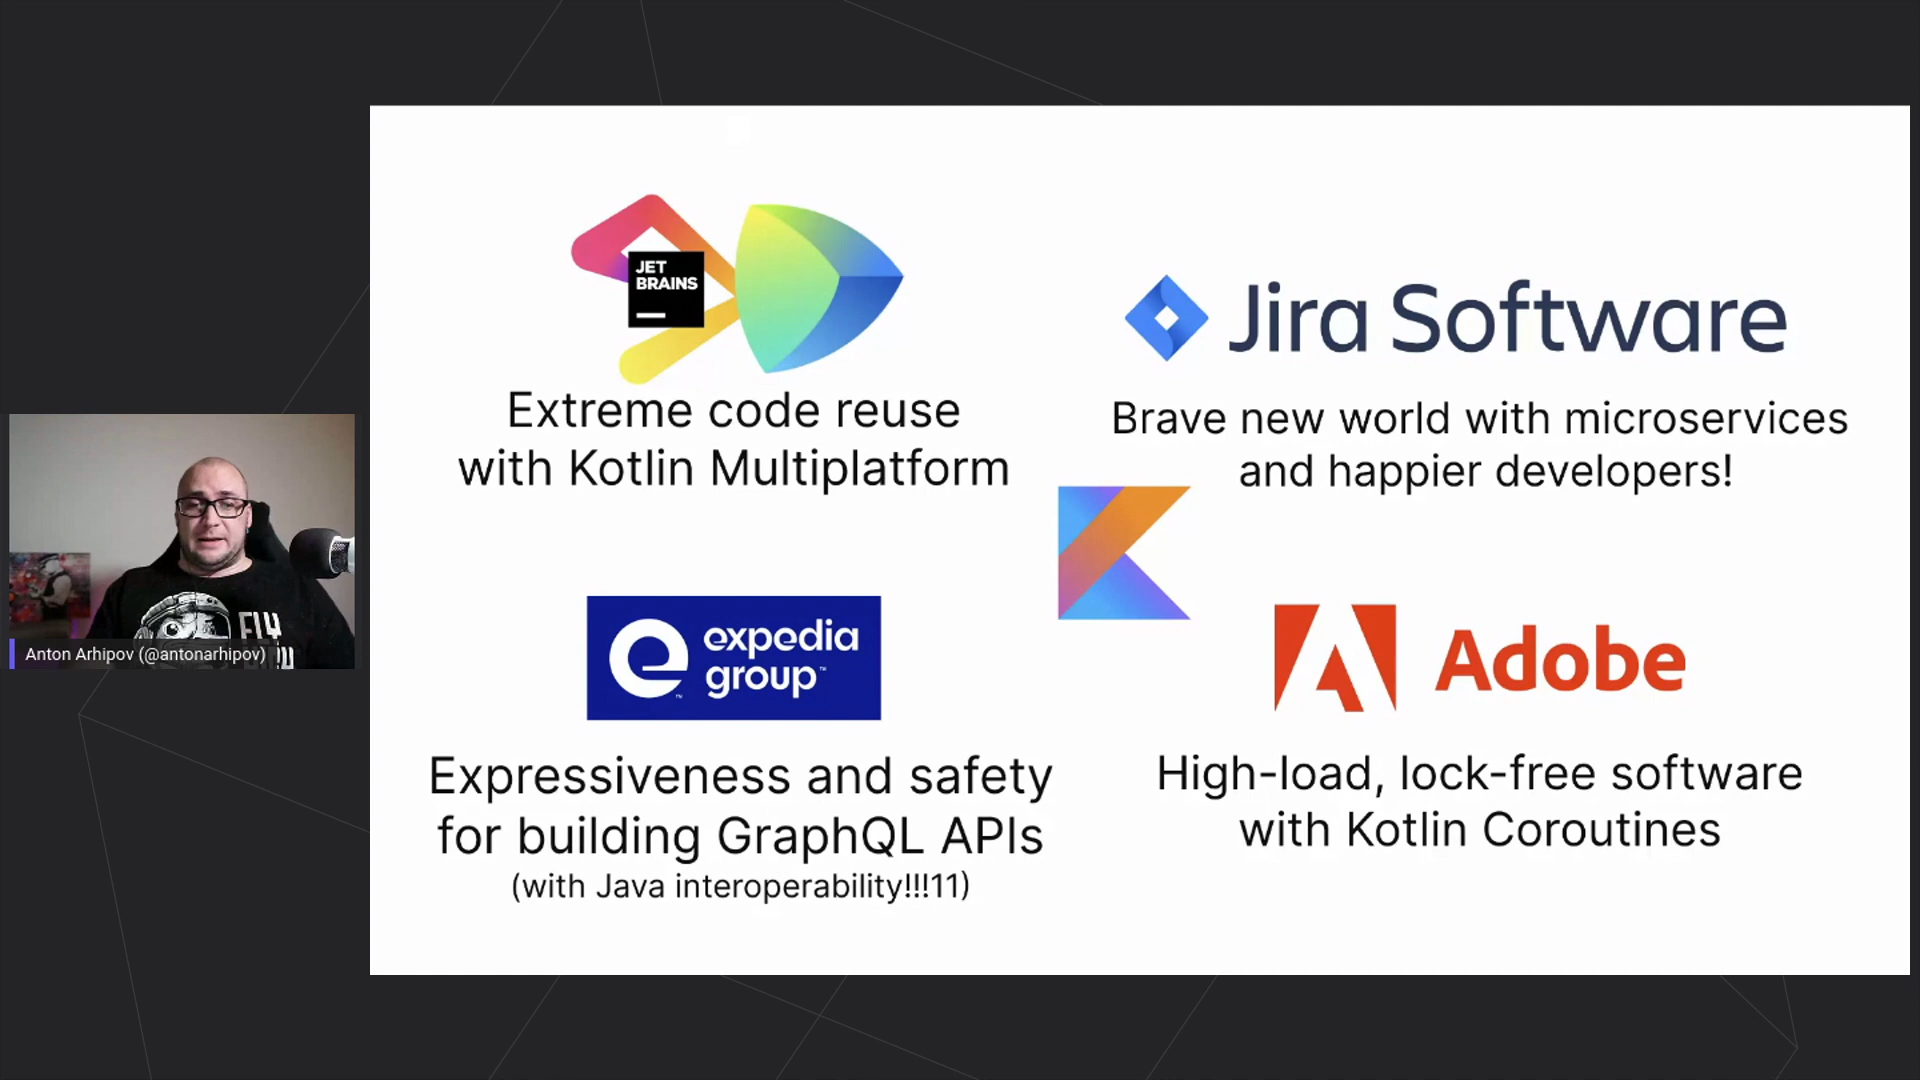 JET
BRAINS
Extreme code reuse
with Kotlin Multiplatform
Jira Software
Brave new world with microservices
and happier developers!
expedia
group™
Expressiveness and safety
for building GraphQL APIs
(with Java interoperability!!!11)
Adobe
High-load, lock-free software
with Kotlin Coroutines
FLY
Anton Arhipov (@antonarhipov)